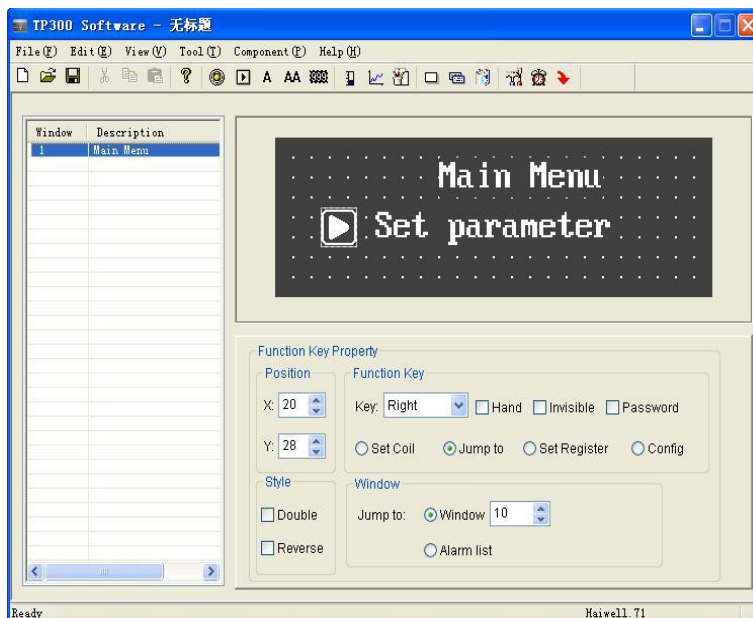 TP300 Software - 无标题
File(F) Edit(E) View(V) Tool(T) Component(P) Help(H)
A AA
Window Description
1 Main Menu
Main Menu
Set parameter
Function Key Property
Position
X: 20
Y: 28
Function Key
Key: Right Hand Invisible Password
Set Coil Jump to Set Register Config
Style
Double
Reverse
Window
Jump to: Window 10
Alarm list
Ready Haiwell.71